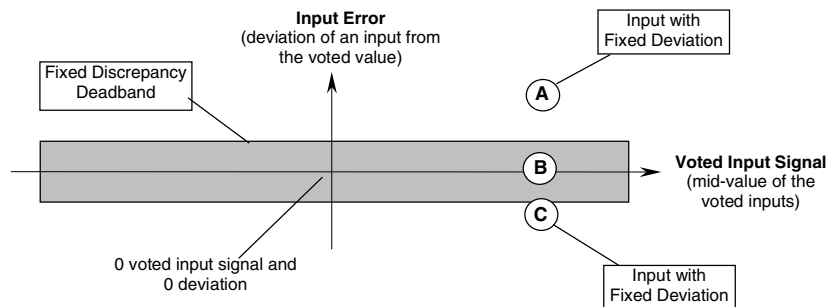 Input Error
(deviation of an input from
the voted value)
Input with
Fixed Deviation
Fixed Discrepancy
Deadband
A
B
Voted Input Signal
(mid-value of the
voted inputs)
C
0 voted input signal and
0 deviation
Input with
Fixed Deviation